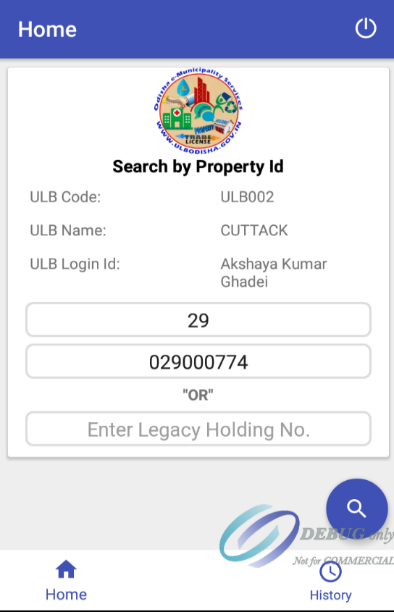 Home
Odisha e-Municipality Services
PROPERTY
TRADE
LICENSE
WWW.ULBODISHA.GOV.IN
Search by Property Id
ULB Code: ULB002
ULB Name: CUTTACK
ULB Login Id: Akshaya Kumar
Ghadei
29
029000774
"OR"
Enter Legacy Holding No.
DEBUG only
Not for COMMERCIAL
Home
History